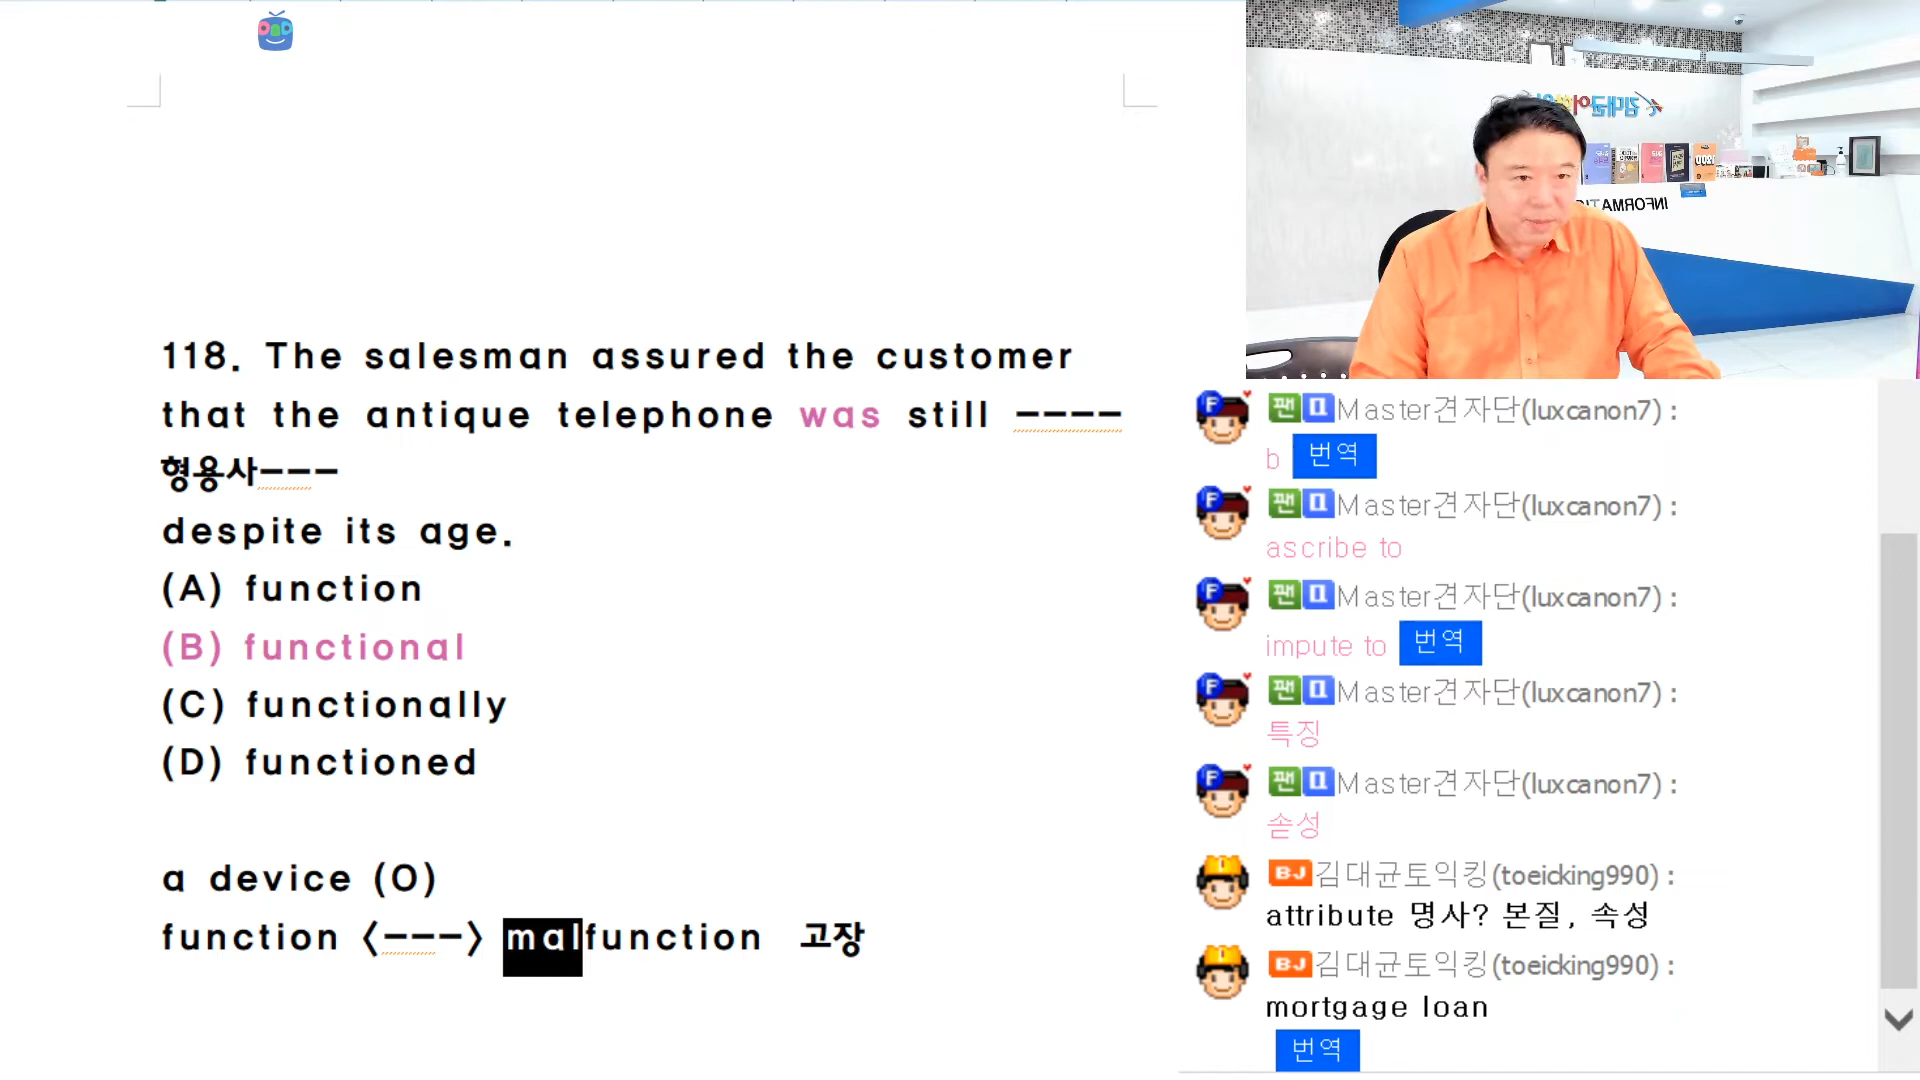 118. The salesman assured the customer
that the antique telephone was still ----
형용사---
despite its age.
(A) function
(B) functional
(C) functionally
(D) functioned
a device (O)
function <---> malfunction 고장
INFORMATI
F 팬 Master견자단(luxcanon7) :
b 번역
F 팬 Master견자단(luxcanon7) :
ascribe to
F 팬 Master견자단(luxcanon7) :
impute to 번역
F 팬 Master견자단(luxcanon7) :
특징
F 팬 Master견자단(luxcanon7) :
솓성
BJ 김대균토익킹(toeicking990) :
attribute 명사? 본질, 속성
BJ 김대균토익킹(toeicking990) :
mortgage loan
번역